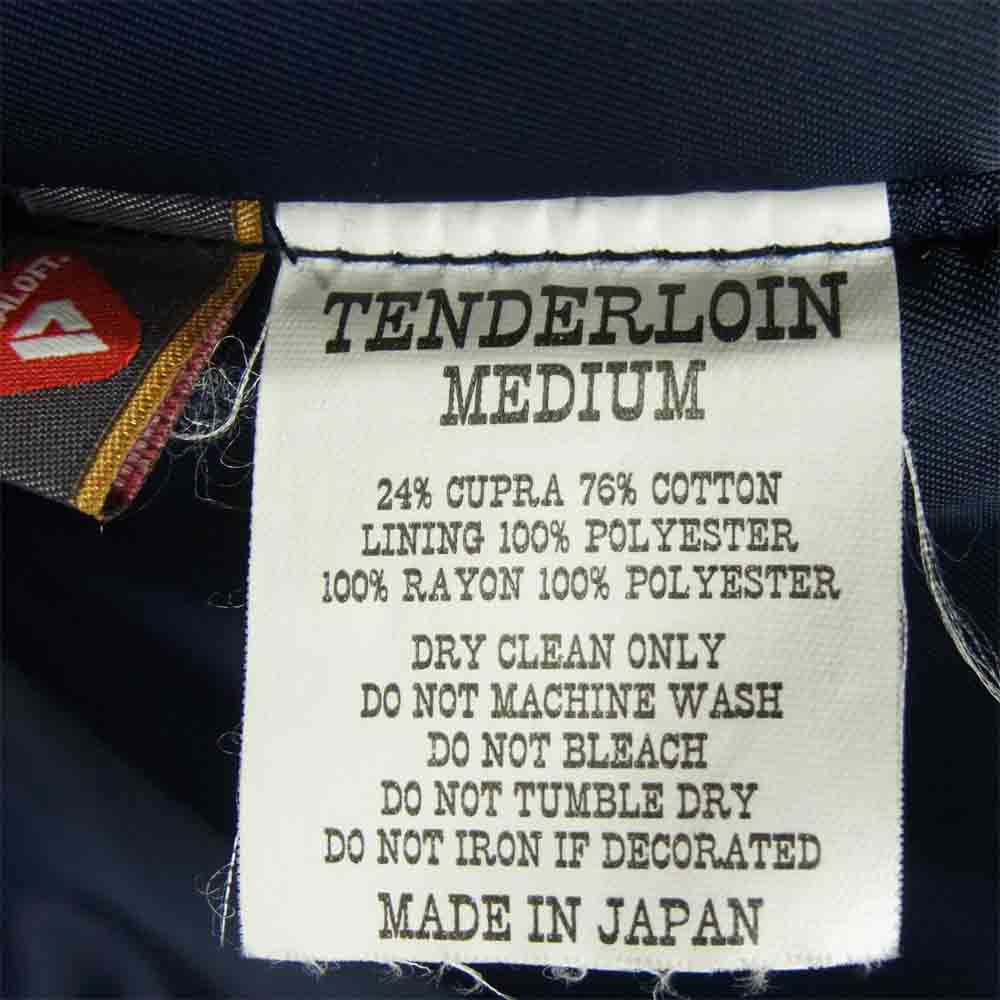 TENDERLOIN
MEDIUM
24% CUPRA 76% COTTON
LINING 100% POLYESTER
100% RAYON 100% POLYESTER
DRY CLEAN ONLY
DO NOT MACHINE WASH
DO NOT BLEACH
DO NOT TUMBLE DRY
DO NOT IRON IF DECORATED
MADE IN JAPAN